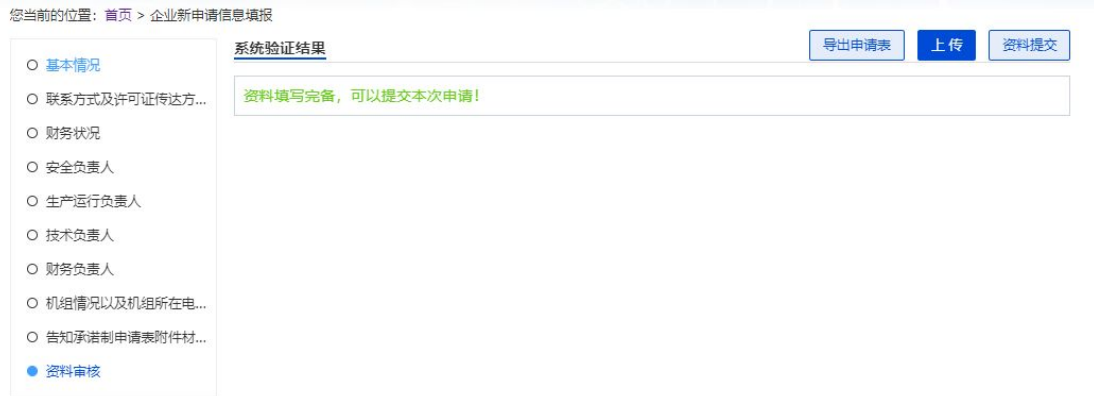 您当前的位置：首页 > 企业新申请信息填报
基本情况
联系方式及许可证传达方...
财务状况
安全负责人
生产运行负责人
技术负责人
财务负责人
机组情况以及机组所在电...
告知承诺制申请表附件材...
资料审核
系统验证结果
导出申请表
上传
资料提交
资料填写完备，可以提交本次申请！